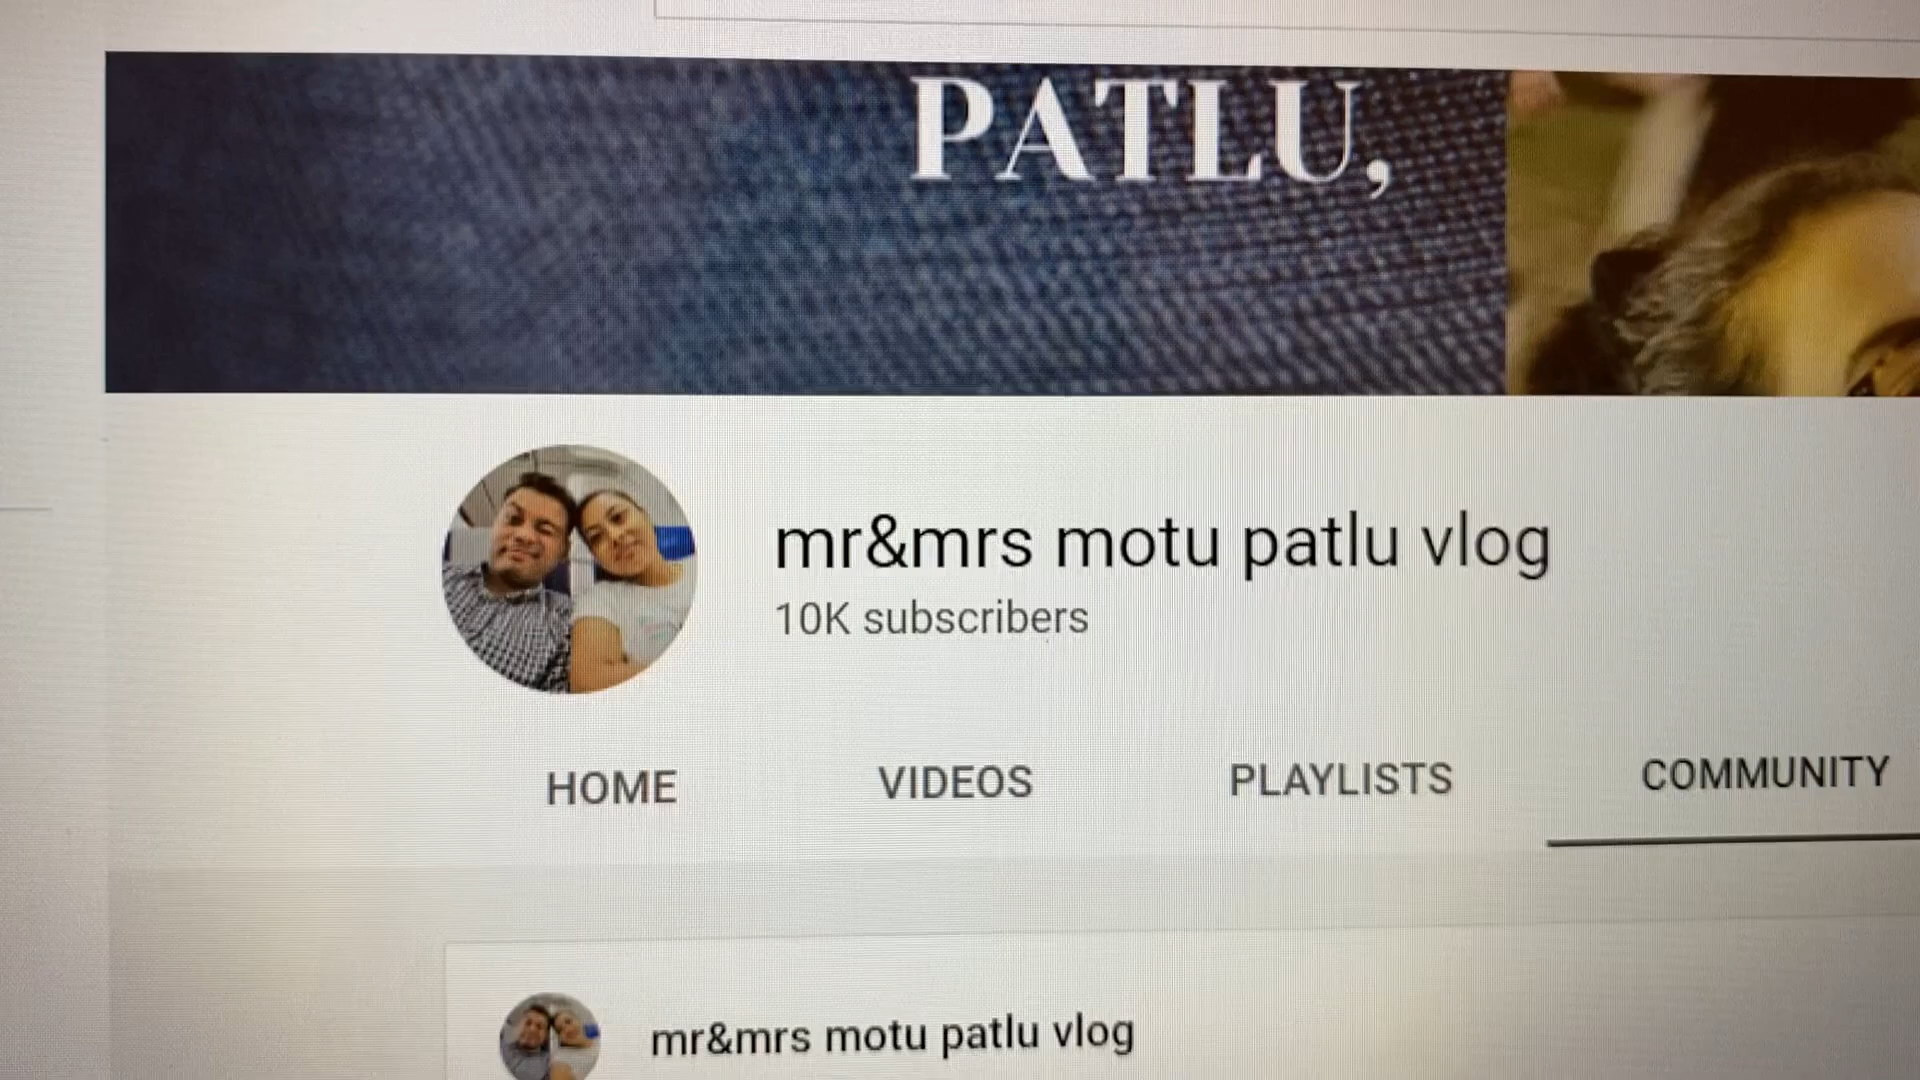 PATLU,
mr&mrs motu patlu vlog
10K subscribers
HOME VIDEOS PLAYLISTS COMMUNITY
mr&mrs motu patlu vlog